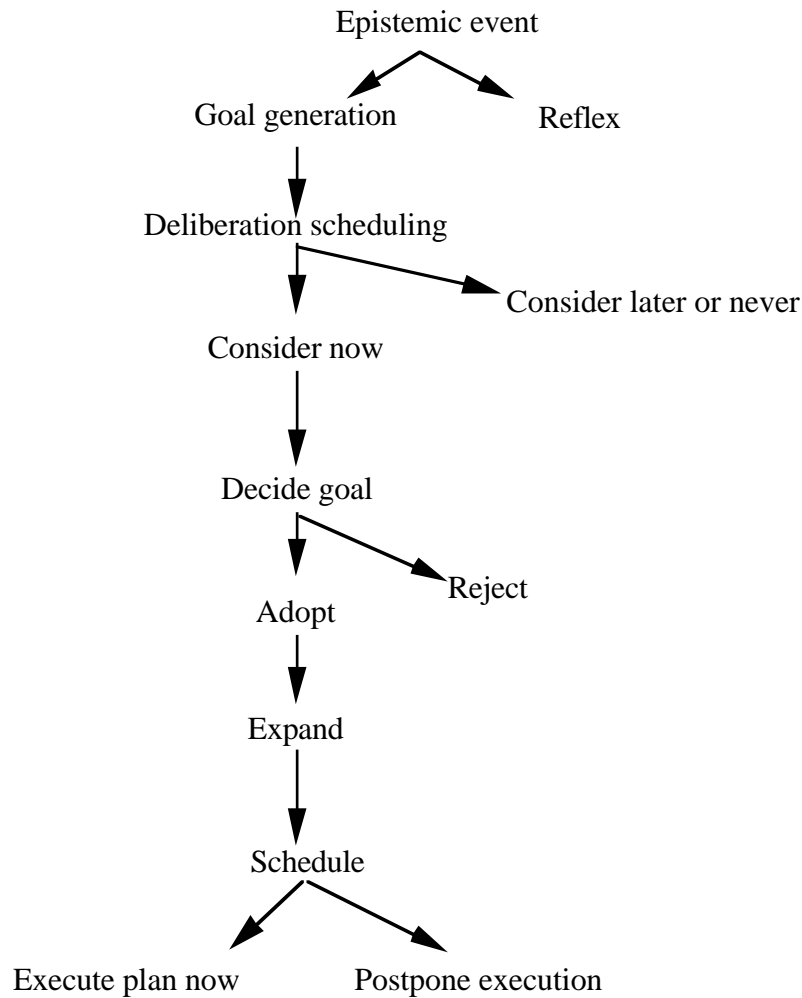 Epistemic event
Goal generation
Reflex
Deliberation scheduling
Consider later or never
Consider now
Decide goal
Reject
Adopt
Expand
Schedule
Execute plan now
Postpone execution